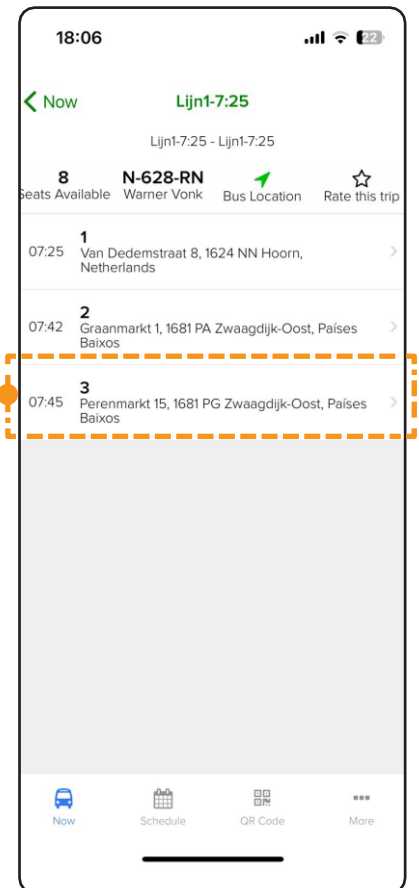 18:06
22
Now
Lijn1-7:25
Lijn1-7:25 - Lijn1-7:25
8
N-628-RN
Seats Available
Warner Vonk
Bus Location
Rate this trip
1
07:25
Van Dedemstraat 8, 1624 NN Hoorn,
Netherlands
2
07:42
Graanmarkt 1, 1681 PA Zwaagdijk-Oost, Países
Baixos
3
07:45
Perenmarkt 15, 1681 PG Zwaagdijk-Oost, Países
Baixos
Now
Schedule
QR Code
More